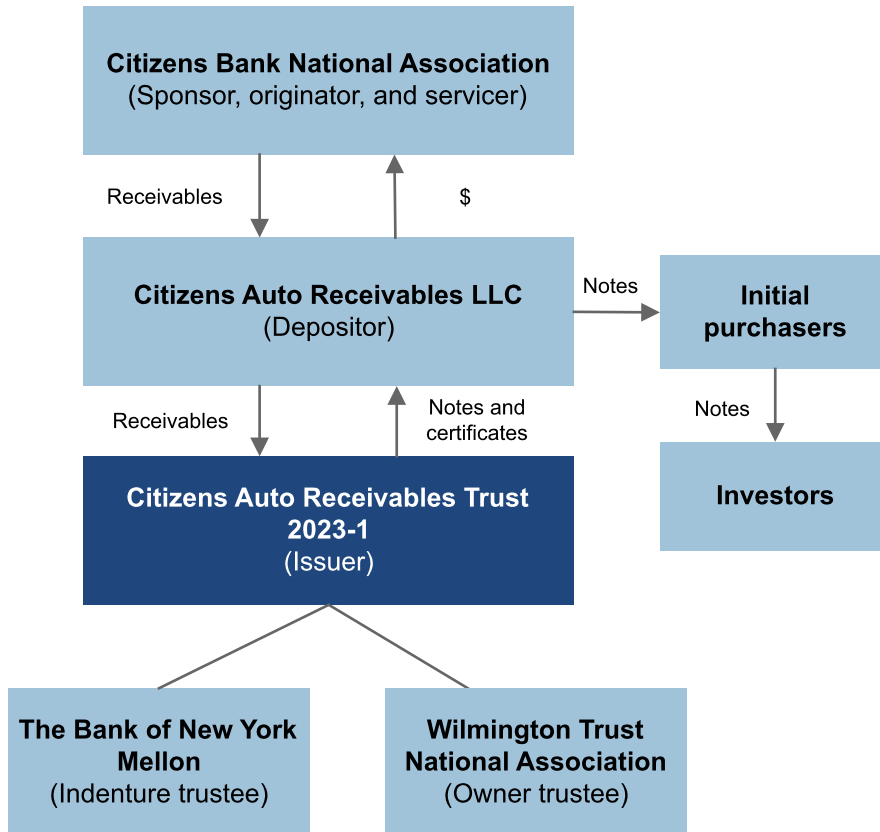 Citizens Bank National Association
(Sponsor, originator, and servicer)
Receivables
$
Citizens Auto Receivables LLC
(Depositor)
Notes
Initial
purchasers
Receivables
Notes and
certificates
Notes
Citizens Auto Receivables Trust
2023-1
(Issuer)
Investors
The Bank of New York
Mellon
(Indenture trustee)
Wilmington Trust
National Association
(Owner trustee)